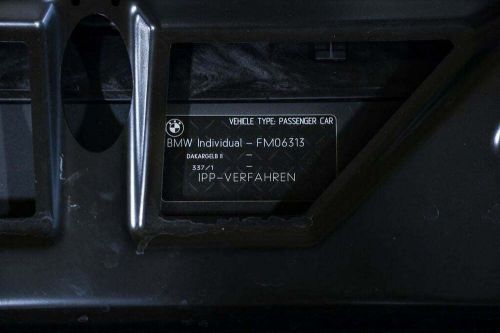 VEHICLE TYPE: PASSENGER CAR
BMW Individual - FM06313
DAKARGELB II -
337/1 -
IPP-VERFAHREN